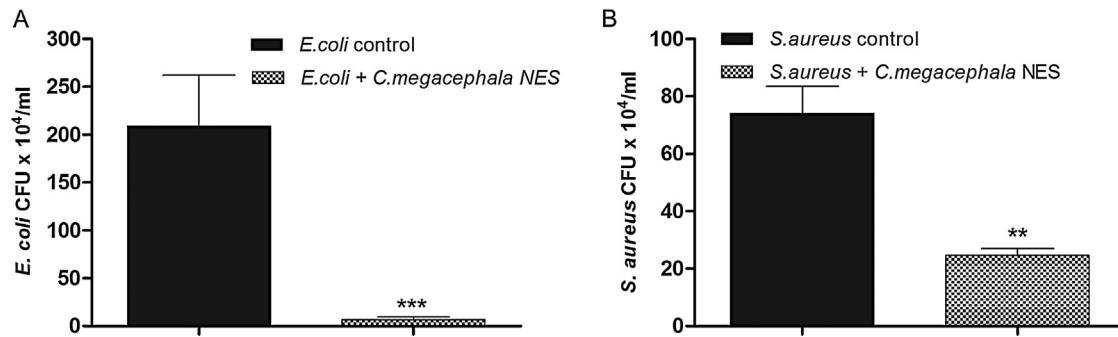 A
E. coli CFU x 10⁴/ml
300
250
200
150
100
50
0
E.coli control
E.coli + C.megacephala NES
***
B
S. aureus CFU x 10⁴/ml
100
80
60
40
20
0
S.aureus control
S.aureus + C.megacephala NES
**